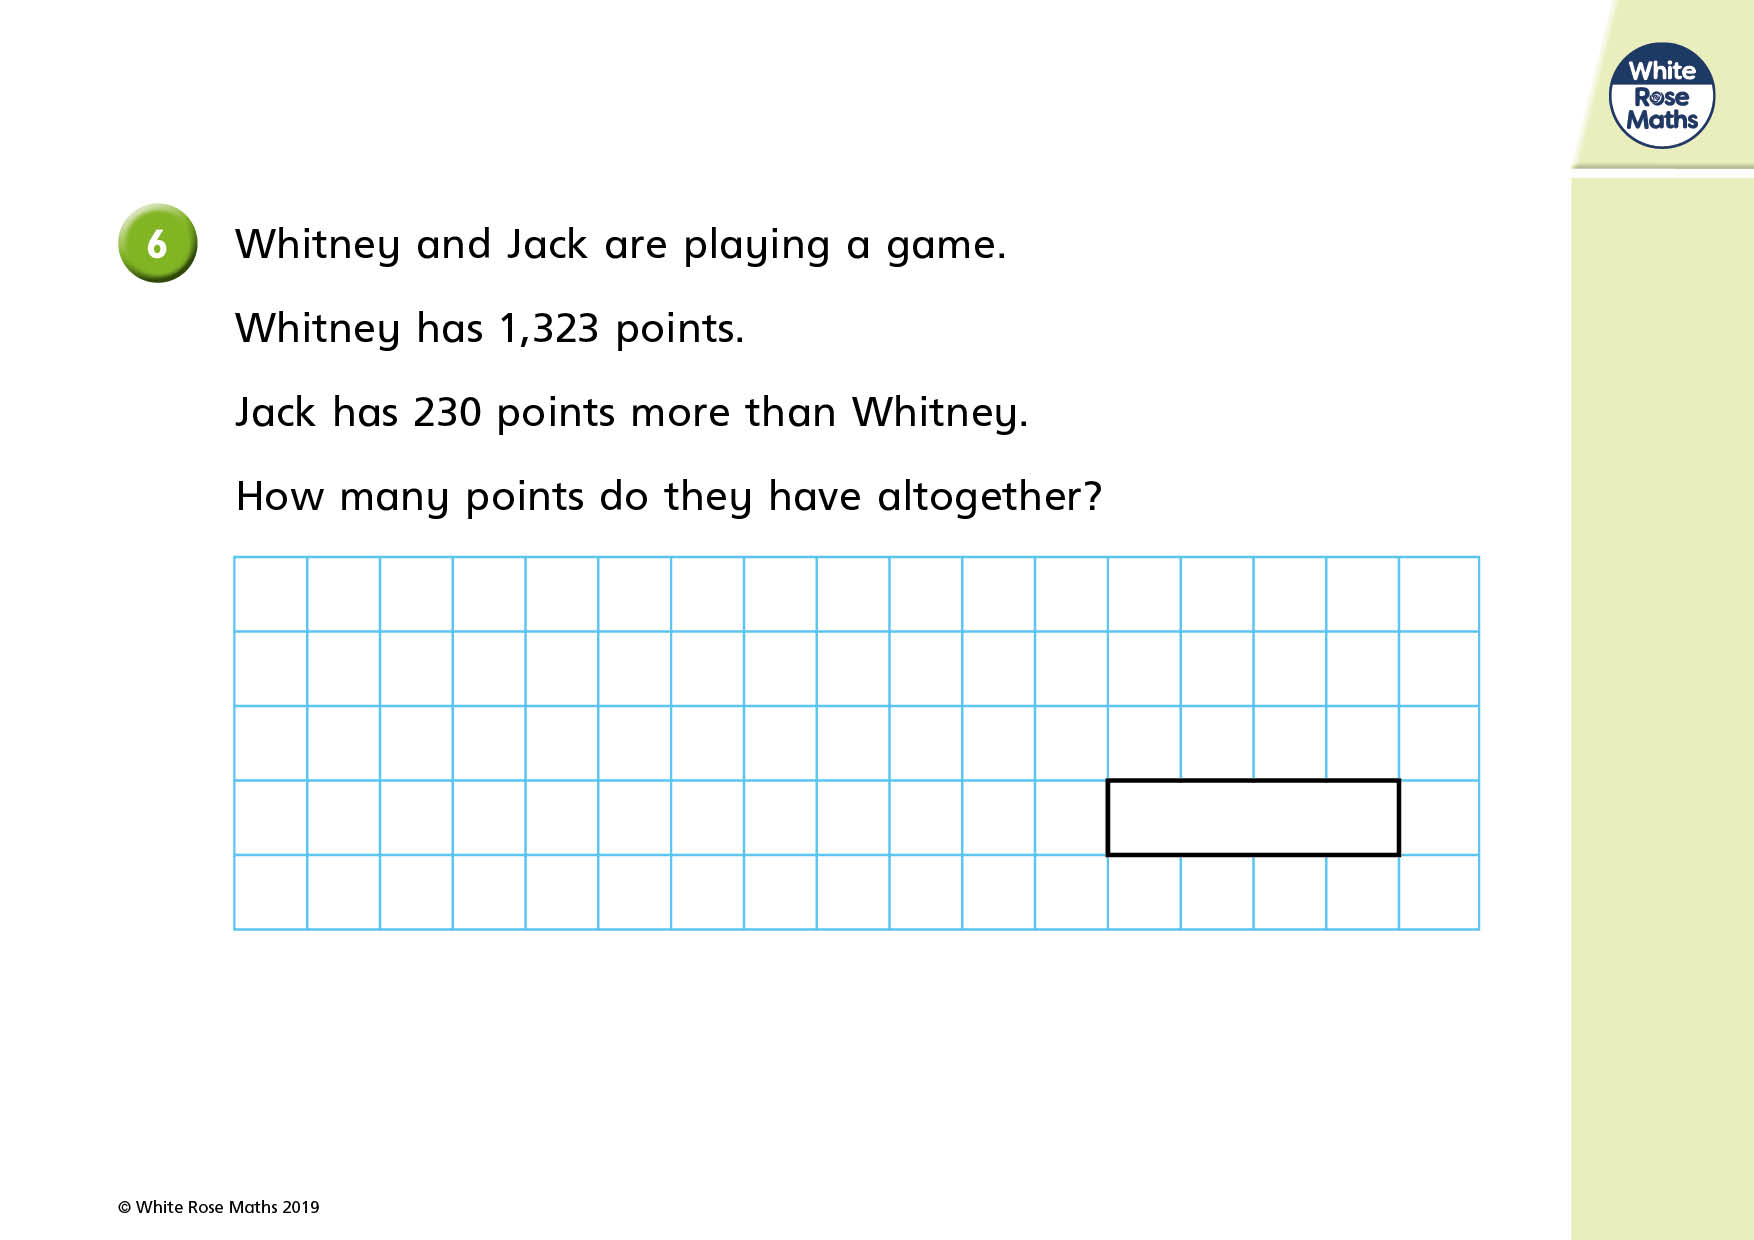 White
Rose
Maths
6 Whitney and Jack are playing a game.
Whitney has 1,323 points.
Jack has 230 points more than Whitney.
How many points do they have altogether?
© White Rose Maths 2019